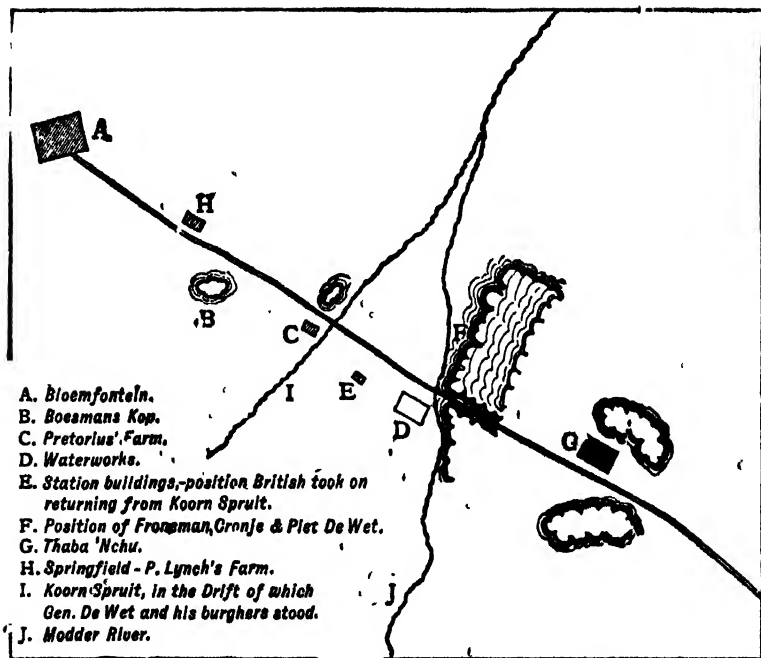 A
H
B
C
F
I
E
D
G
J
A. Bloemfontein.
B. Boesmans Kop.
C. Pretorius' Farm.
D. Waterworks.
E. Station buildings,-position British took on
returning from Koorn Spruit.
F. Position of Froneman, Cronje & Piet De Wet.
G. Thaba 'Nchu.
H. Springfield - P. Lynch's Farm.
I. Koorn Spruit, in the Drift of which
Gen. De Wet and his burghers stood.
J. Modder River.